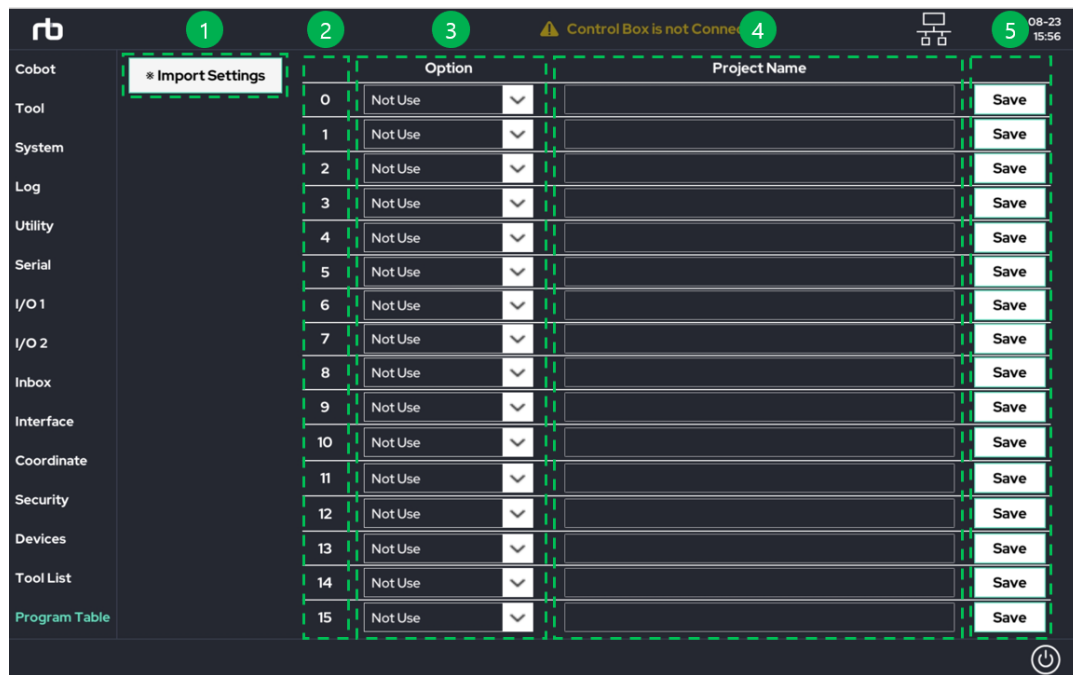 rb
1
2
3
Control Box is not Conne
4
5
08-23
15:56
Cobot
Tool
System
Log
Utility
Serial
I/O 1
I/O 2
Inbox
Interface
Coordinate
Security
Devices
Tool List
Program Table
※ Import Settings
Option Project Name
0 Not Use Save
1 Not Use Save
2 Not Use Save
3 Not Use Save
4 Not Use Save
5 Not Use Save
6 Not Use Save
7 Not Use Save
8 Not Use Save
9 Not Use Save
10 Not Use Save
11 Not Use Save
12 Not Use Save
13 Not Use Save
14 Not Use Save
15 Not Use Save